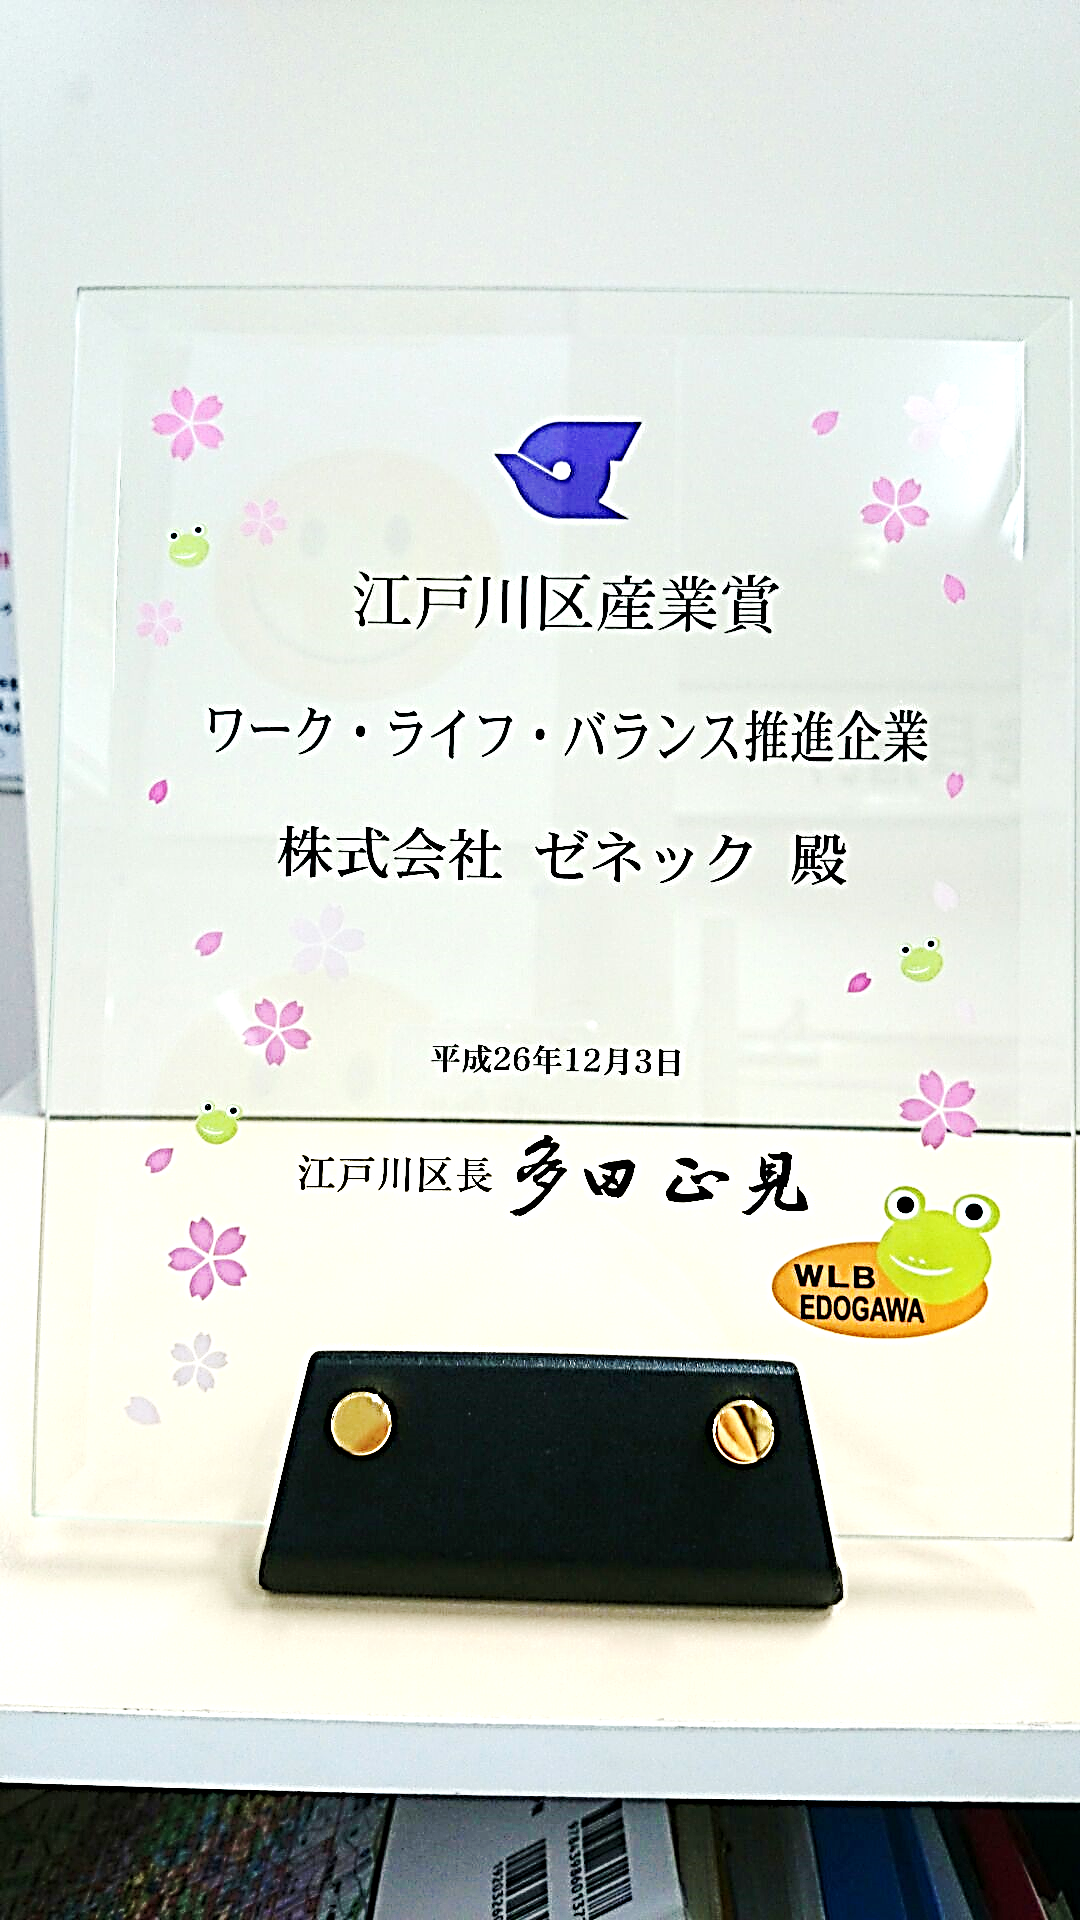 江戸川区産業賞
ワーク・ライフ・バランス推進企業
株式会社 ゼネック 殿
平成26年12月3日
江戸川区長 多田正見
WLB
EDOGAWA